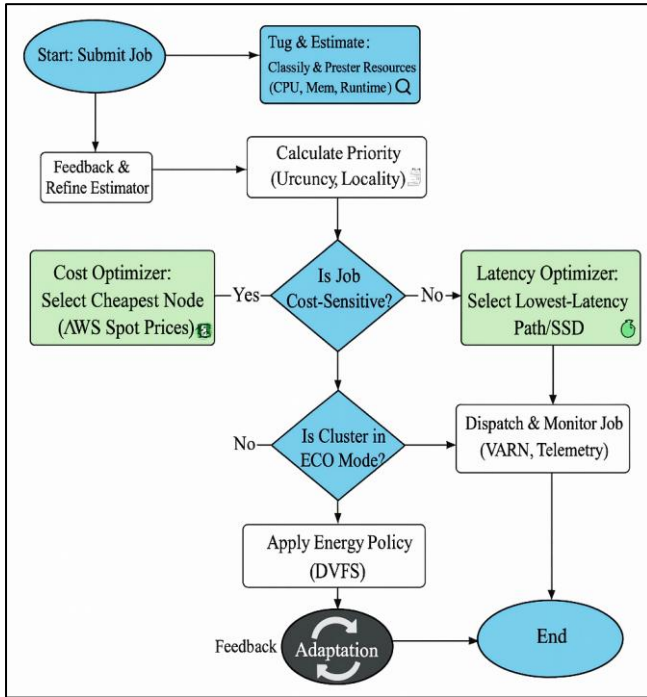 Start: Submit Job
Tug & Estimate:
Classify & Prester Resources
(CPU, Mem, Runtime)
Feedback &
Refine Estimator
Calculate Priority
(Urcuncy, Locality)
Cost Optimizer:
Select Cheapest Node
(ΛWS Spot Prices)
Yes
Is Job
Cost-Sensitive?
No
Latency Optimizer:
Select Lowest-Latency
Path/SSD
No
Is Cluster in
ECO Mode?
Dispatch & Monitor Job
(VARN, Telemetry)
Apply Energy Policy
(DVFS)
Feedback
Adaptation
End